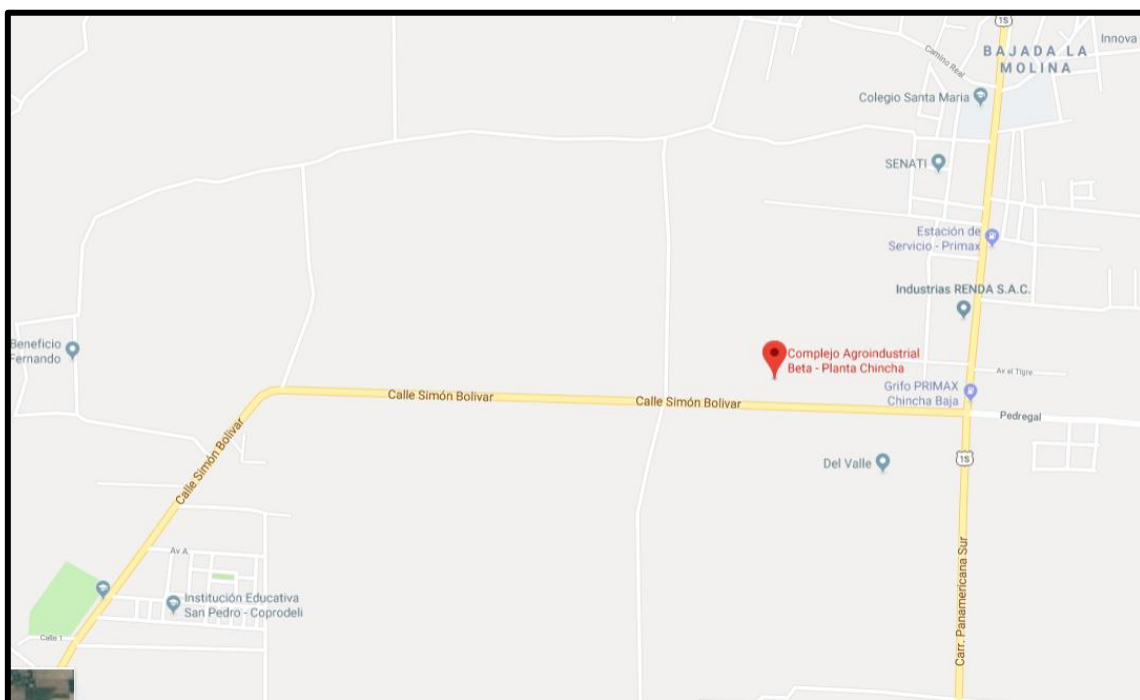 1S
Innova
BAJADA LA
MOLINA
Camino Real
Colegio Santa Maria
SENATI
Estación de
Servicio - Primax
Industrias RENDA S.A.C.
Beneficio
Fernando
Complejo Agroindustrial
Beta - Planta Chincha
Av el Tigre
Grifo PRIMAX
Chincha Baja
Calle Simón Bolivar
Calle Simón Bolivar
Pedregal
Calle Simón Bolivar
Del Valle
1S
Av A
Carr. Panamericana Sur
Institución Educativa
San Pedro - Coprodeli
Calle 1